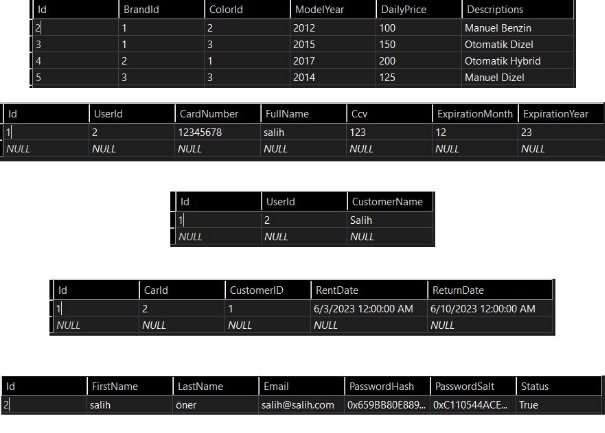 Id BrandId ColorId ModelYear DailyPrice Descriptions
2 1 2 2012 100 Manuel Benzin
3 1 3 2015 150 Otomatik Dizel
4 2 1 2017 200 Otomatik Hybrid
5 3 3 2014 125 Manuel Dizel
Id UserId CardNumber FullName Ccv ExpirationMonth ExpirationYear
1 2 12345678 salih 123 12 23
NULL NULL NULL NULL NULL NULL NULL
Id UserId CustomerName
1 2 Salih
NULL NULL NULL
Id CarId CustomerID RentDate ReturnDate
1 2 1 6/3/2023 12:00:00 AM 6/10/2023 12:00:00 AM
NULL NULL NULL NULL NULL
Id FirstName LastName Email PasswordHash PasswordSalt Status
2 salih öner salih@salih.com 0x659BB80E889... 0xC110544ACE... True